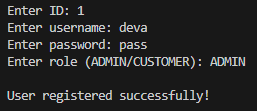 Enter ID: 1
Enter username: deva
Enter password: pass
Enter role (ADMIN/CUSTOMER): ADMIN
User registered successfully!